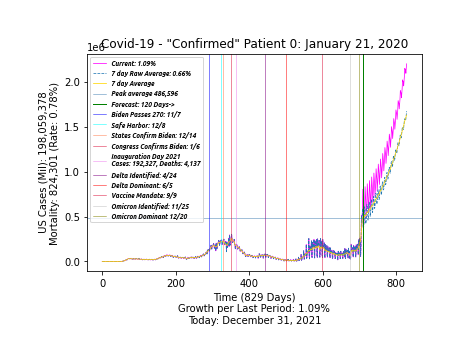 Covid-19 - "Confirmed" Patient 0: January 21, 2020
1e6
Current: 1.09%
7 day Raw Average: 0.66%
7 day Average
Peak average 486,596
Forecast: 120 Days->
Biden Passes 270: 11/7
Safe Harbor: 12/8
States Confirm Biden: 12/14
Congress Confirms Biden: 1/6
Inauguration Day 2021
Cases: 192,327, Deaths: 4,137
Delta Identified: 4/24
Delta Dominant: 6/5
Vaccine Mandate: 9/9
Omicron Identified: 11/25
Omicron Dominant 12/20
US Cases (Mil): 198,059,378
Mortality: 824,301 (Rate: 0.78%)
2.0
1.5
1.0
0.5
0.0
0 200 400 600 800
Time (829 Days)
Growth per Last Period: 1.09%
Today: December 31, 2021